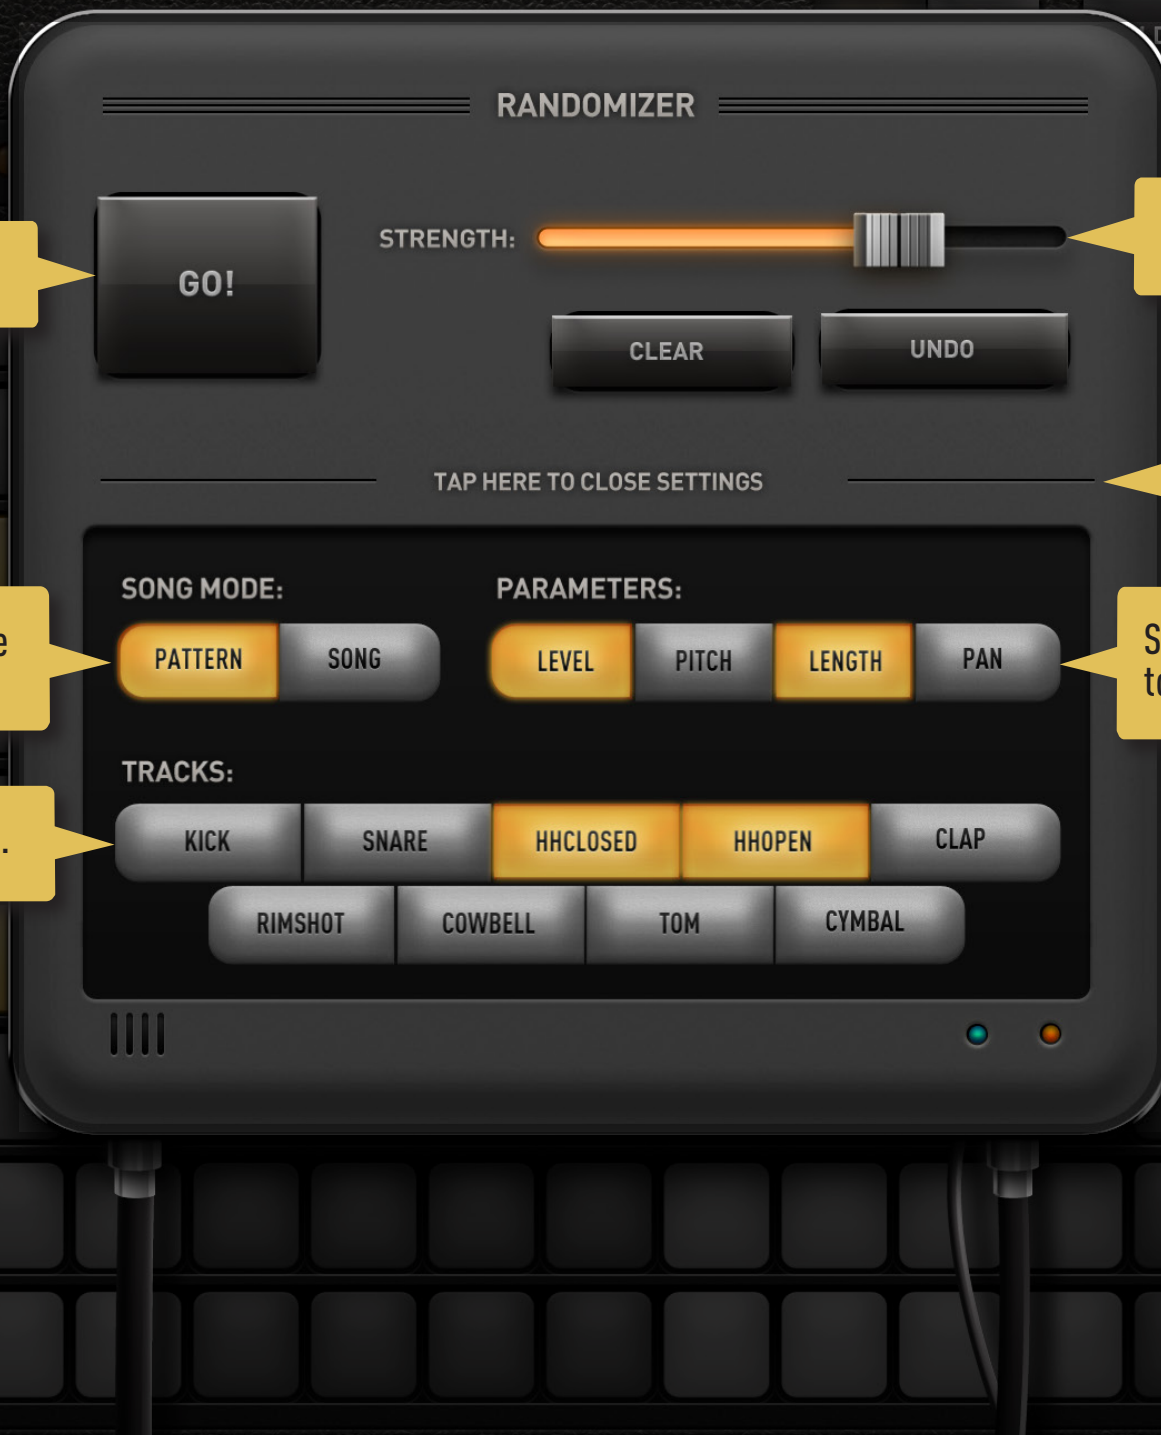 RANDOMIZER
GO!
STRENGTH:
CLEAR
UNDO
TAP HERE TO CLOSE SETTINGS
SONG MODE:
PARAMETERS:
PATTERN
SONG
LEVEL
PITCH
LENGTH
PAN
TRACKS:
KICK
SNARE
HHCLOSED
HHOPEN
CLAP
RIMSHOT
COWBELL
TOM
CYMBAL